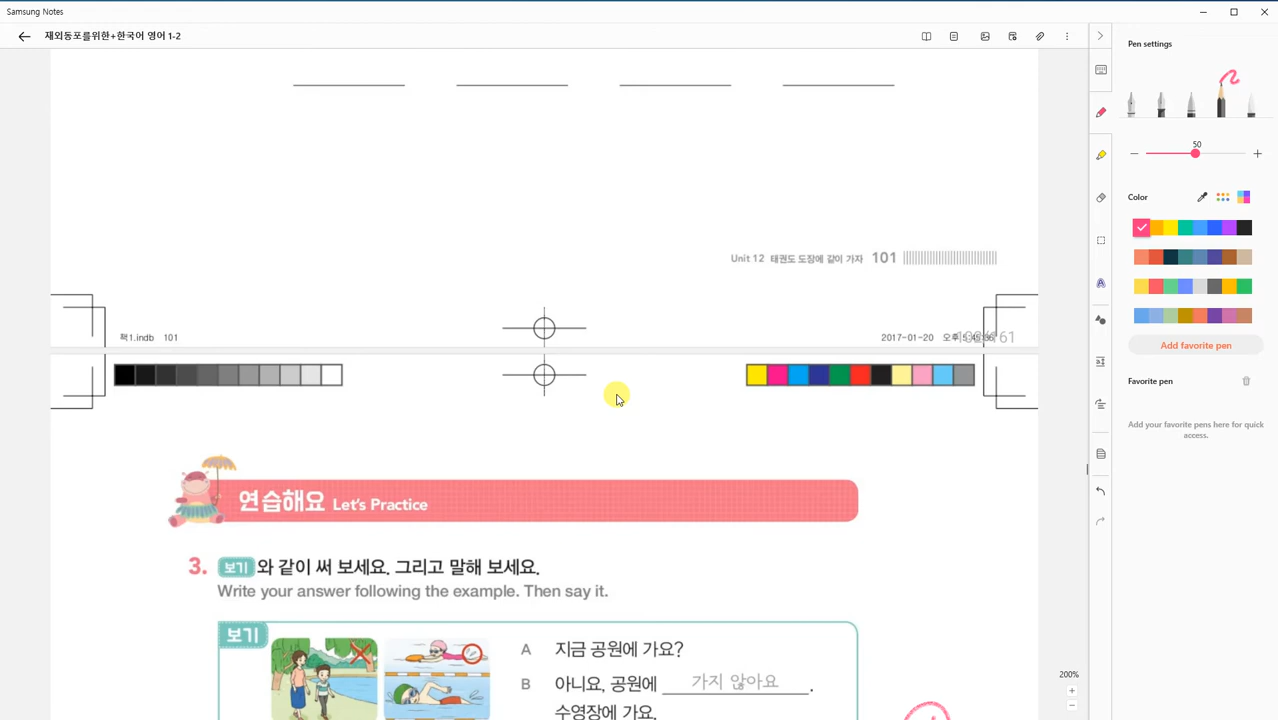 Samsung Notes
재외동포를위한+한국어 영어 1-2
Pen settings
50
Color
Add favorite pen
Favorite pen
Add your favorite pens here for quick
access.
Unit 12 태권도 도장에 같이 가자 101
책1.indb 101
2017-01-20 오후
연습해요 Let's Practice
3. 보기 와 같이 써 보세요. 그리고 말해 보세요.
Write your answer following the example. Then say it.
보기
A 지금 공원에 가요?
B 아니요, 공원에 가지 않아요.
수영장에 가요.
200%